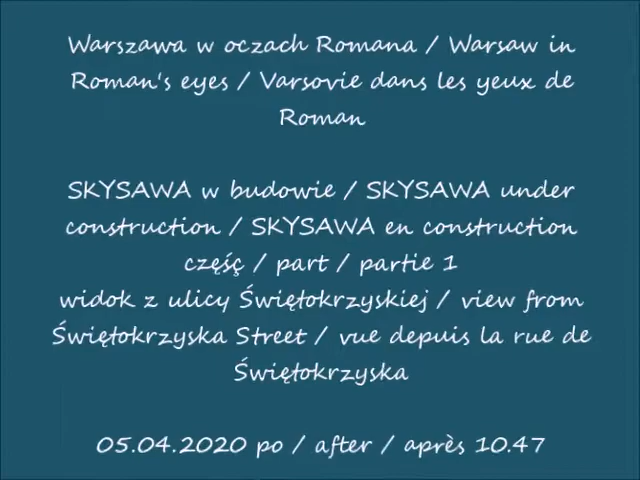 Warszawa w oczach Romana / Warsaw in
Roman's eyes / Varsovie dans les yeux de
Roman
SKYSAWA w budowie / SKYSAWA under
construction / SKYSAWA en construction
częśç / part / partie 1
widok z ulicy Świętokrzyskiej / view from
Świętokrzyska Street / vue depuis la rue de
Świętokrzyska
05.04.2020 po / after / après 10.47